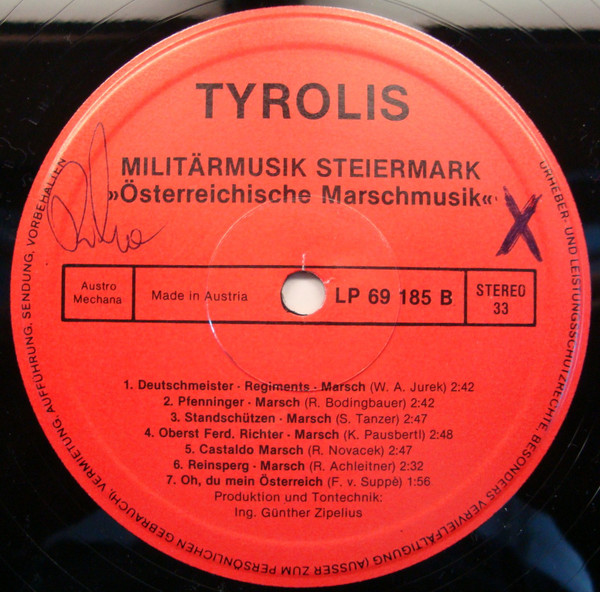 TYROLIS
MILITÄRMUSIK STEIERMARK
»Österreichische Marschmusik«
X
Austro
Mechana
Made in Austria
LP 69 185 B
STEREO
33
1. Deutschmeister - Regiments - Marsch (W. A. Jurek) 2:42
2. Pfenninger - Marsch (R. Bodingbauer) 2:42
3. Standschützen - Marsch (S. Tanzer) 2:47
4. Oberst Ferd. Richter - Marsch (K. Pausbertl) 2:48
5. Castaldo Marsch (R. Novacek) 2:47
6. Reinsperg - Marsch (R. Achleitner) 2:32
7. Oh, du mein Österreich (F. v. Suppè) 1:56
Produktion und Tontechnik:
Ing. Günther Zipelius
URHEBER- UND LEISTUNGSSCHUTZRECHTE, BESONDERS VERVIELFÄLTIGUNG (AUSSER ZUM PERSÖNLICHEN GEBRAUCH), VERMIETUNG, AUFFÜHRUNG, SENDUNG, VORBEHALTEN